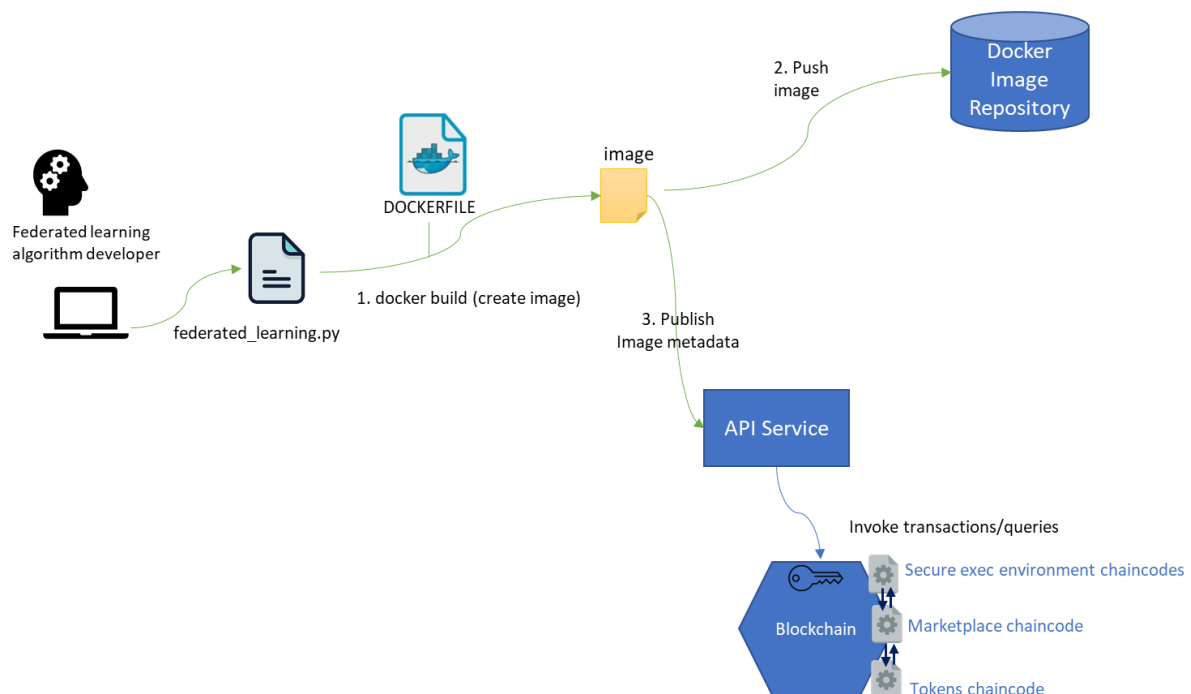 Docker
Image
Repository
2. Push
image
image
DOCKERFILE
Federated learning
algorithm developer
1. docker build (create image)
federated_learning.py
3. Publish
Image metadata
API Service
Invoke transactions/queries
Secure exec environment chaincodes
Blockchain
Marketplace chaincode
Tokens chaincode